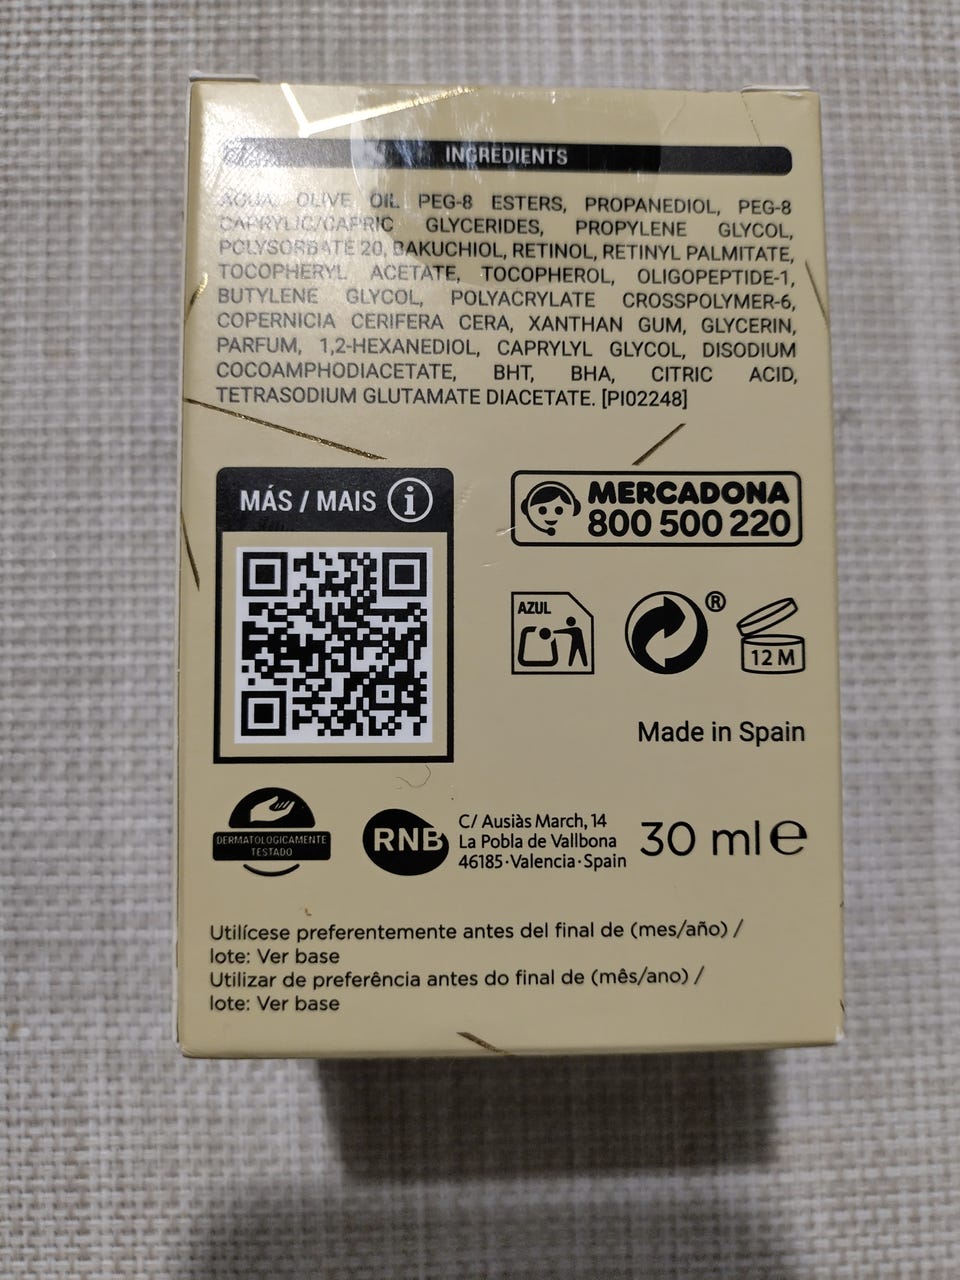 INGREDIENTS
AQUA, OLIVE OIL PEG-8 ESTERS, PROPANEDIOL, PEG-8
CAPRYLIC/CAPRIC GLYCERIDES, PROPYLENE GLYCOL,
POLYSORBATE 20, BAKUCHIOL, RETINOL, RETINYL PALMITATE,
TOCOPHERYL ACETATE, TOCOPHEROL, OLIGOPEPTIDE-1,
BUTYLENE GLYCOL, POLYACRYLATE CROSSPOLYMER-6,
COPERNICIA CERIFERA CERA, XANTHAN GUM, GLYCERIN,
PARFUM, 1,2-HEXANEDIOL, CAPRYLYL GLYCOL, DISODIUM
COCOAMPHODIACETATE, BHT, BHA, CITRIC ACID,
TETRASODIUM GLUTAMATE DIACETATE. [PI02248]
MÁS / MAIS i
MERCADONA
800 500 220
AZUL
®
12 M
Made in Spain
DERMATOLOGICAMENTE
TESTADO
RNB
C/ Ausiàs March, 14
La Pobla de Vallbona
46185·Valencia·Spain
30 ml e
Utilícese preferentemente antes del final de (mes/año) /
lote: Ver base
Utilizar de preferência antes do final de (mês/ano) /
lote: Ver base